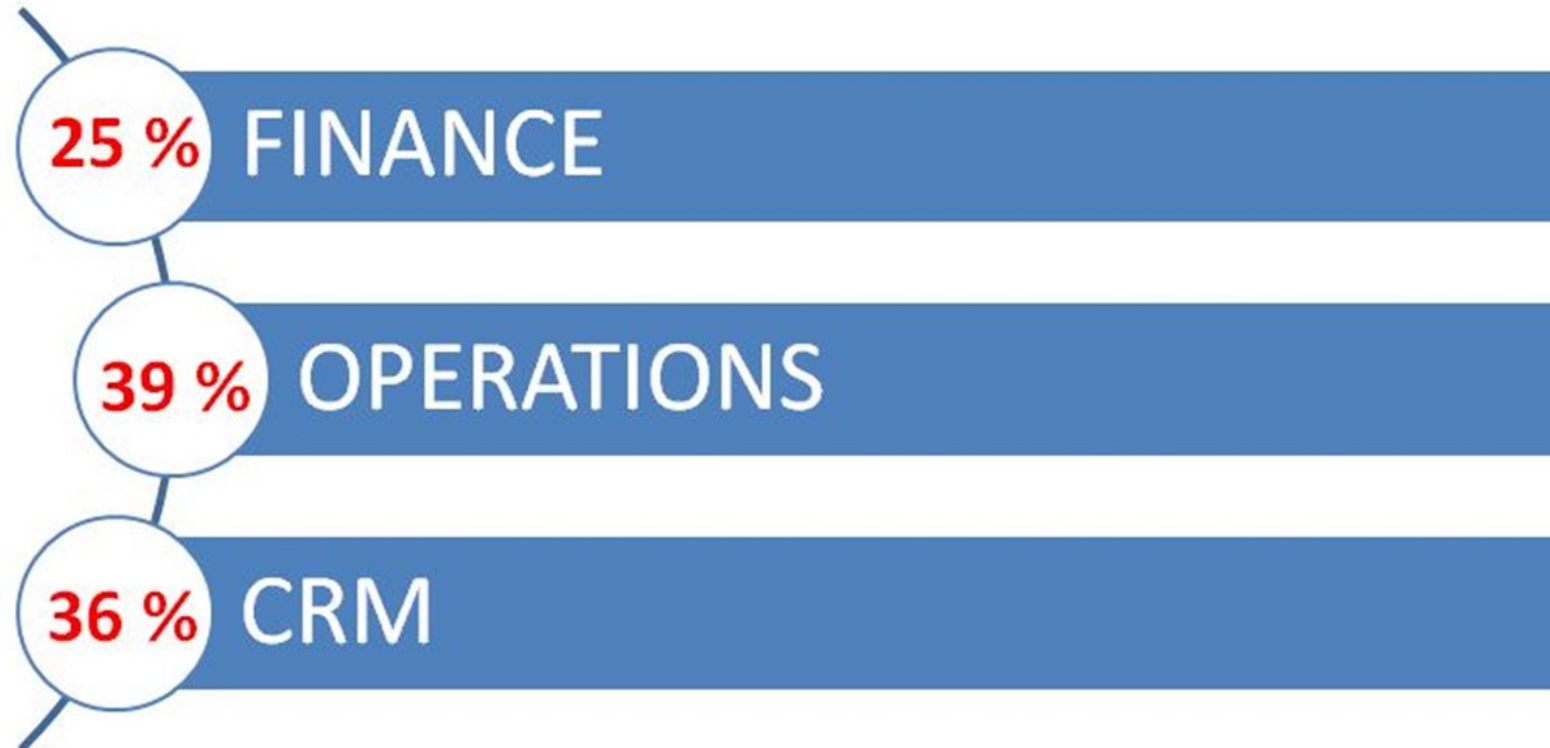 25 % FINANCE
39 % OPERATIONS
36 % CRM